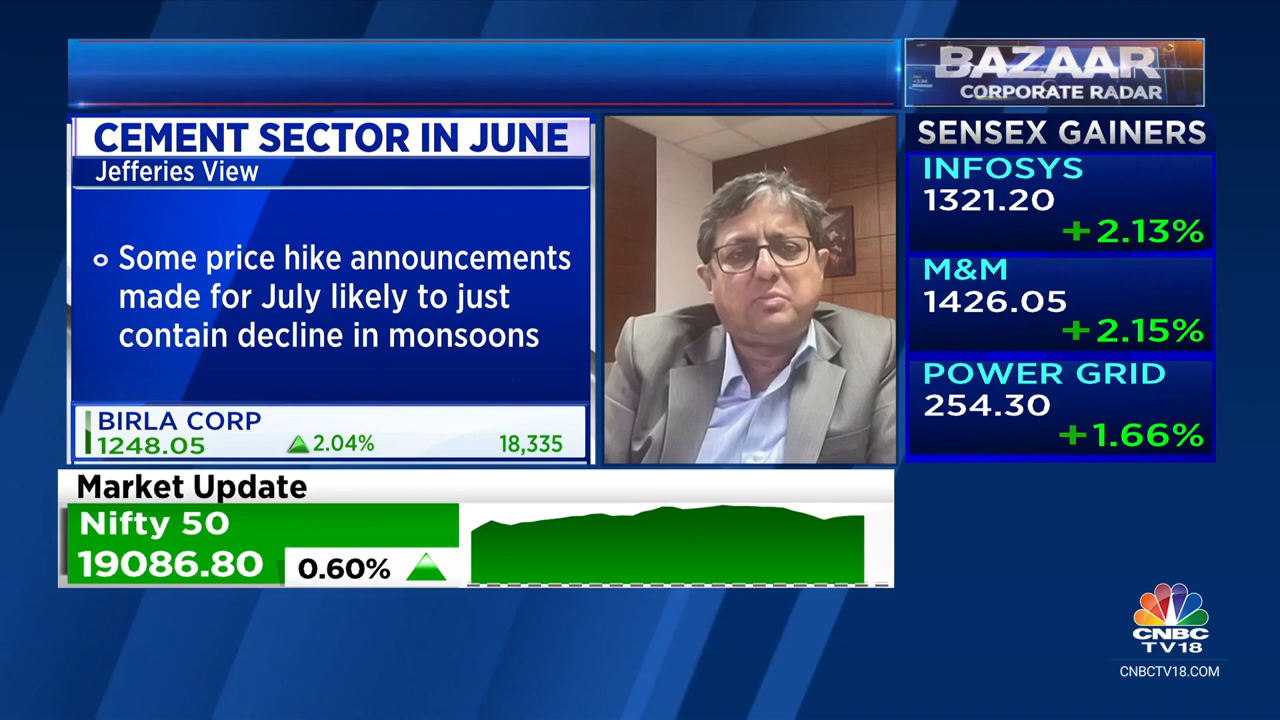 BAZAAR
CORPORATE RADAR
CEMENT SECTOR IN JUNE
Jefferies View
Some price hike announcements
made for July likely to just
contain decline in monsoons
BIRLA CORP
1248.05 2.04% 18,335
SENSEX GAINERS
INFOSYS
1321.20
+2.13%
M&M
1426.05
+2.15%
POWER GRID
254.30
+1.66%
Market Update
Nifty 50
19086.80 0.60%
CNBC
TV18
CNBCTV18.COM